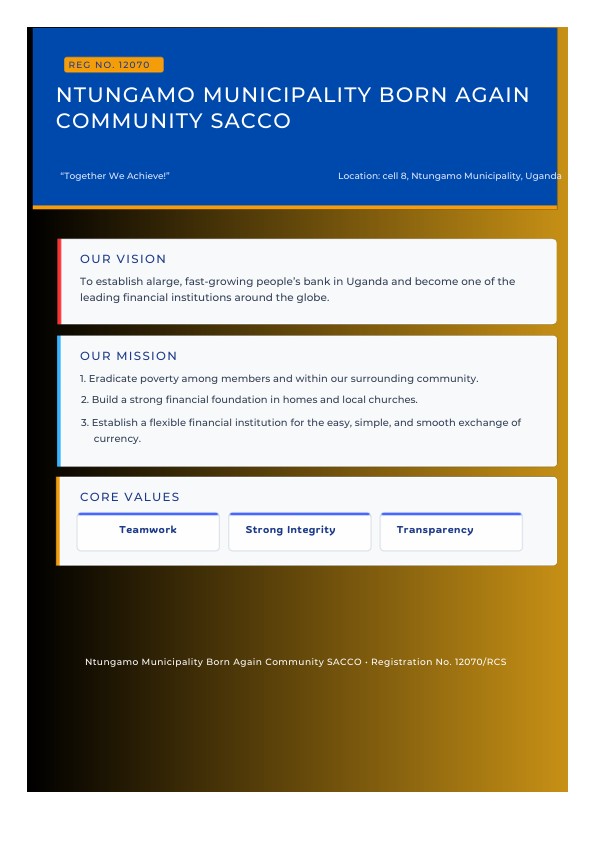 REG NO. 12070
NTUNGAMO MUNICIPALITY BORN AGAIN
COMMUNITY SACCO
“Together We Achieve!”
Location: cell 8, Ntungamo Municipality, Uganda
OUR VISION
To establish alarge, fast-growing people’s bank in Uganda and become one of the
leading financial institutions around the globe.
OUR MISSION
1. Eradicate poverty among members and within our surrounding community.
2. Build a strong financial foundation in homes and local churches.
3. Establish a flexible financial institution for the easy, simple, and smooth exchange of
currency.
CORE VALUES
Teamwork
Strong Integrity
Transparency
Ntungamo Municipality Born Again Community SACCO • Registration No. 12070/RCS